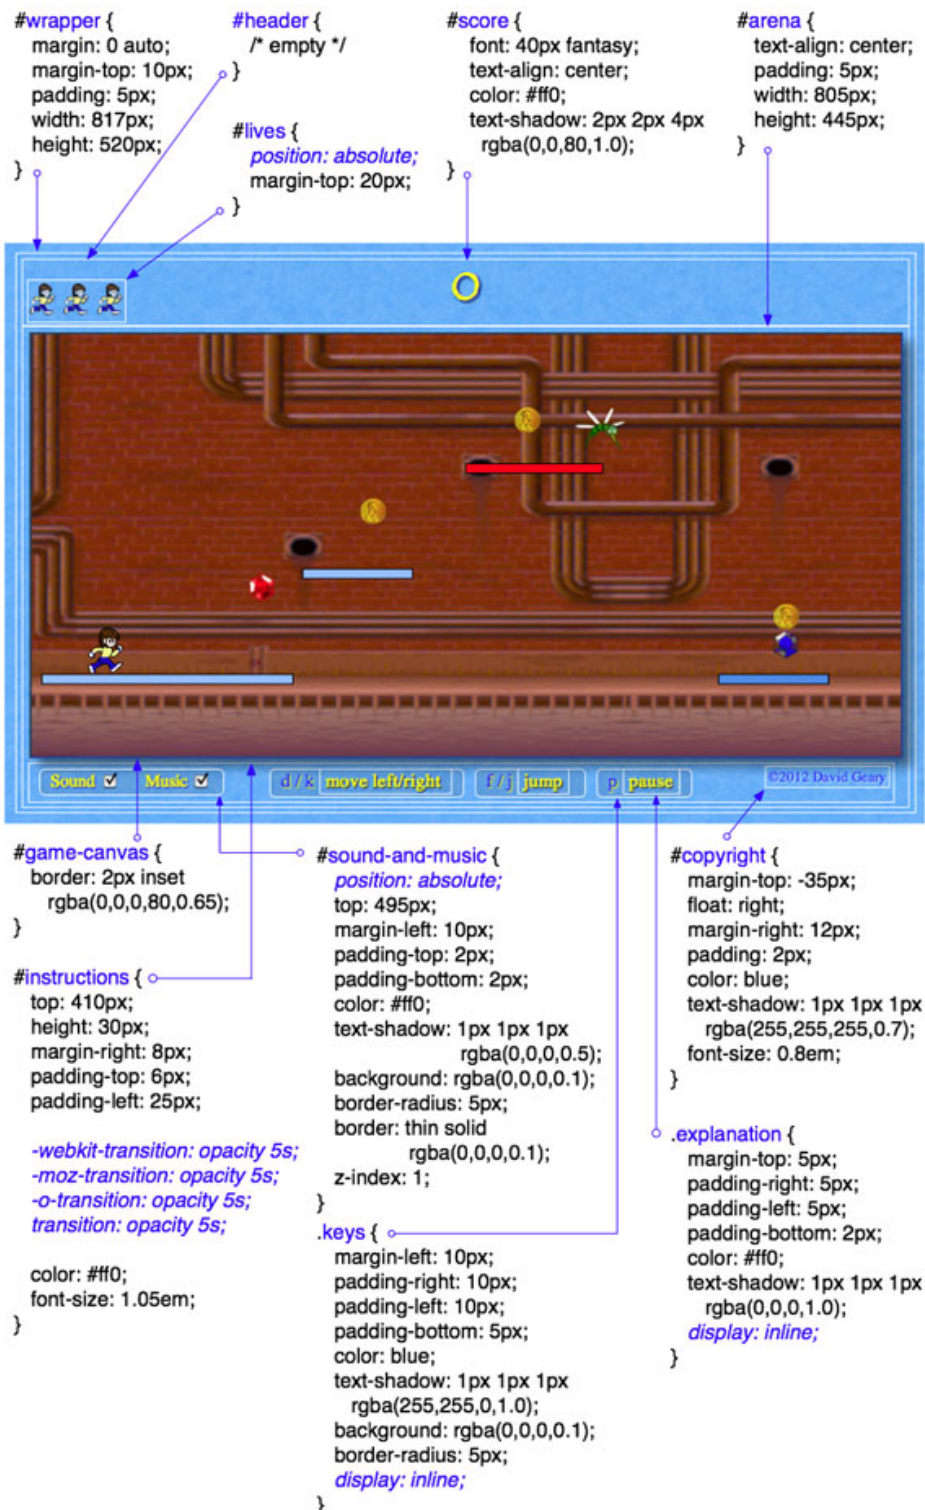 #wrapper {
margin: 0 auto;
margin-top: 10px;
padding: 5px;
width: 817px;
height: 520px;
}
#header {
/* empty */
}
#lives {
position: absolute;
margin-top: 20px;
}
#score {
font: 40px fantasy;
text-align: center;
color: #ff0;
text-shadow: 2px 2px 4px
rgba(0,0,80,1.0);
}
#arena {
text-align: center;
padding: 5px;
width: 805px;
height: 445px;
}
0
Sound Music d / k move left/right f / j jump p pause ©2012 David Geary
#game-canvas {
border: 2px inset
rgba(0,0,0,80,0.65);
}
#instructions {
top: 410px;
height: 30px;
margin-right: 8px;
padding-top: 6px;
padding-left: 25px;
-webkit-transition: opacity 5s;
-moz-transition: opacity 5s;
-o-transition: opacity 5s;
transition: opacity 5s;
color: #ff0;
font-size: 1.05em;
}
#sound-and-music {
position: absolute;
top: 495px;
margin-left: 10px;
padding-top: 2px;
padding-bottom: 2px;
color: #ff0;
text-shadow: 1px 1px 1px
rgba(0,0,0,0.5);
background: rgba(0,0,0,0.1);
border-radius: 5px;
border: thin solid
rgba(0,0,0,0.1);
z-index: 1;
}
.keys {
margin-left: 10px;
padding-right: 10px;
padding-left: 10px;
padding-bottom: 5px;
color: blue;
text-shadow: 1px 1px 1px
rgba(255,255,0,1.0);
background: rgba(0,0,0,0.1);
border-radius: 5px;
display: inline;
}
#copyright {
margin-top: -35px;
float: right;
margin-right: 12px;
padding: 2px;
color: blue;
text-shadow: 1px 1px 1px
rgba(255,255,255,0.7);
font-size: 0.8em;
}
.explanation {
margin-top: 5px;
padding-right: 5px;
padding-left: 5px;
padding-bottom: 2px;
color: #ff0;
text-shadow: 1px 1px 1px
rgba(0,0,0,1.0);
display: inline;
}